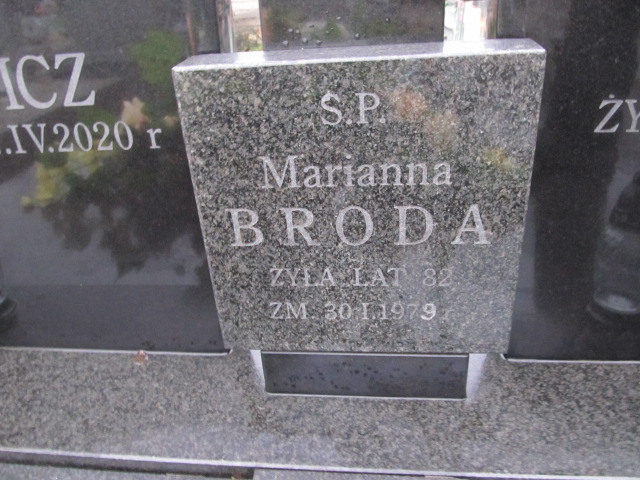 MCZ
.IV.2020 r
Ś.P.
Marianna
BRODA
ŻYŁA LAT 82
ZM. 30 I.1979 r
ŻY